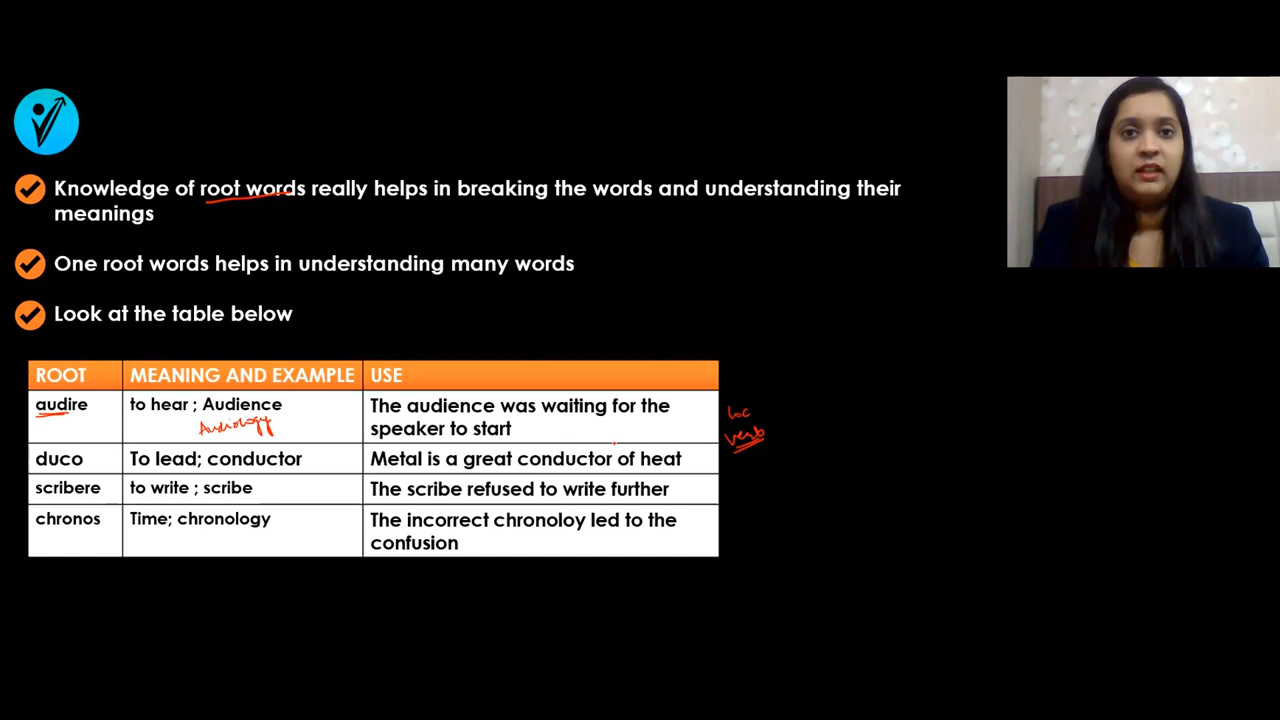 Knowledge of root words really helps in breaking the words and understanding their
meanings
One root words helps in understanding many words
Look at the table below
ROOT MEANING AND EXAMPLE USE
audire to hear ; Audience The audience was waiting for the
Audiology speaker to start
loc
verb
duco To lead; conductor Metal is a great conductor of heat
scribere to write ; scribe The scribe refused to write further
chronos Time; chronology The incorrect chronoloy led to the
confusion